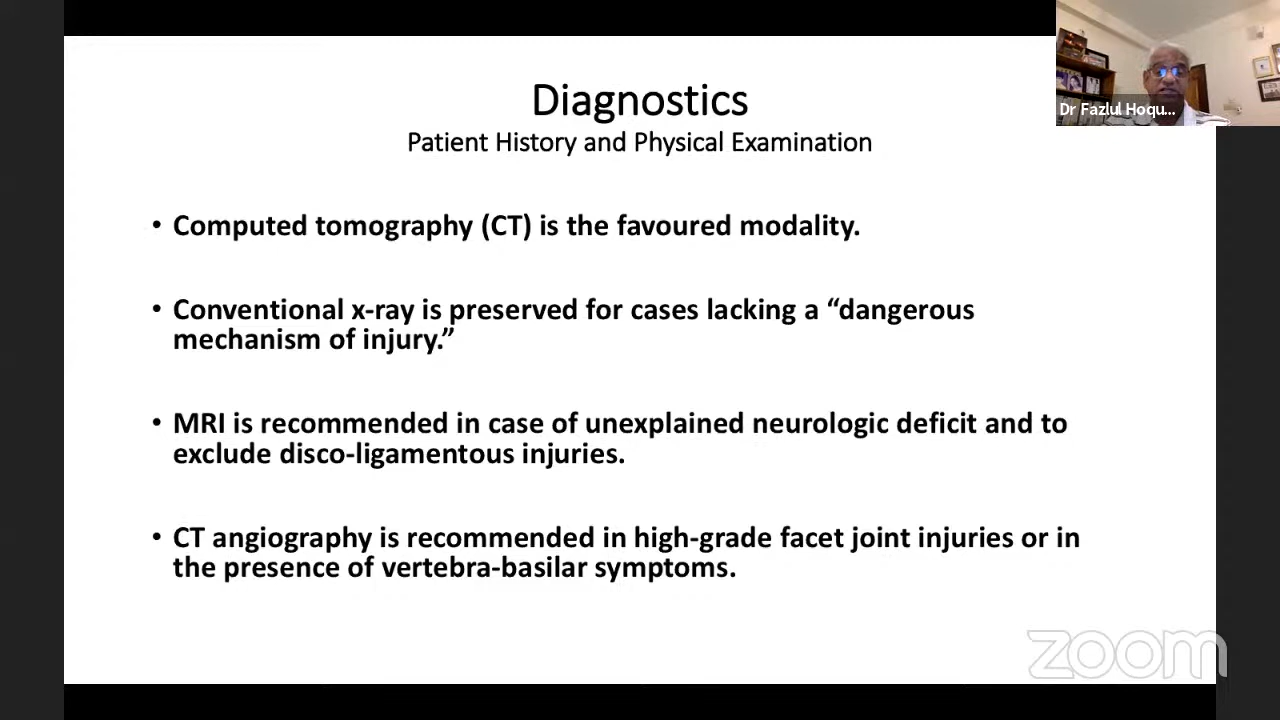 Diagnostics
Patient History and Physical Examination
Dr Fazlul Hoqu...
• Computed tomography (CT) is the favoured modality.
• Conventional x-ray is preserved for cases lacking a “dangerous
mechanism of injury.”
• MRI is recommended in case of unexplained neurologic deficit and to
exclude disco-ligamentous injuries.
• CT angiography is recommended in high-grade facet joint injuries or in
the presence of vertebra-basilar symptoms.
zoom